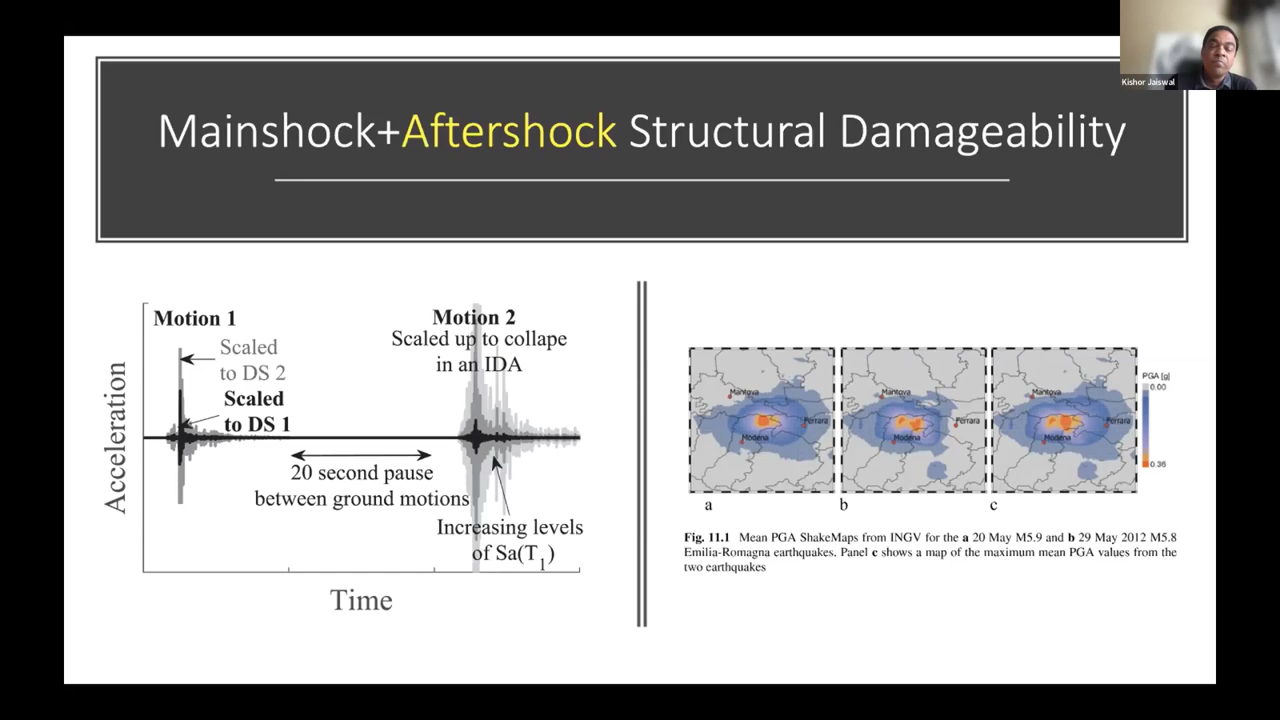 Kishor Jaiswal
Mainshock+Aftershock Structural Damageability
Acceleration
Motion 1
Scaled
to DS 2
Scaled
to DS 1
20 second pause
between ground motions
Motion 2
Scaled up to collape
in an IDA
Increasing levels
of Sa(T1)
Time
Mantova
Ferrara
Modena
a
Mantova
Ferrara
Modena
b
Mantova
Ferrara
Modena
c
PGA [g]
0.00
0.36
Fig. 11.1 Mean PGA ShakeMaps from INGV for the a 20 May M5.9 and b 29 May 2012 M5.8
Emilia-Romagna earthquakes. Panel c shows a map of the maximum mean PGA values from the
two earthquakes